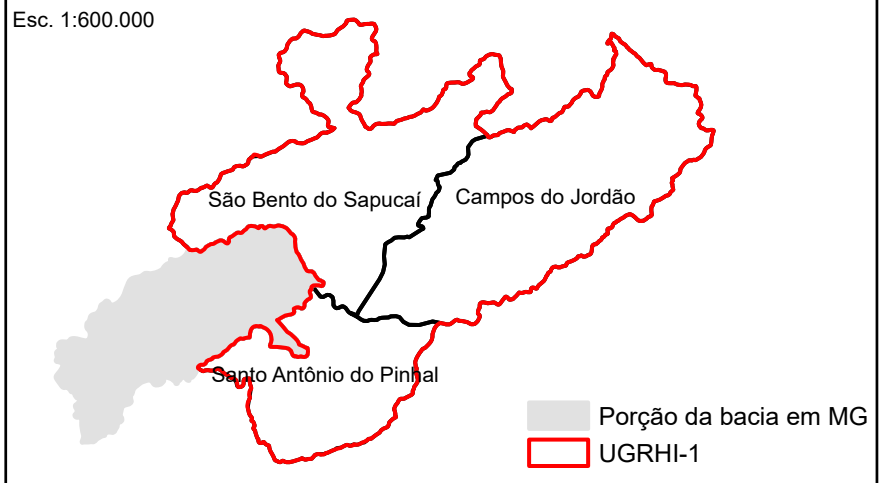 Esc. 1:600.000
São Bento do Sapucaí
Campos do Jordão
Santo Antônio do Pinhal
Porção da bacia em MG
UGRHI-1